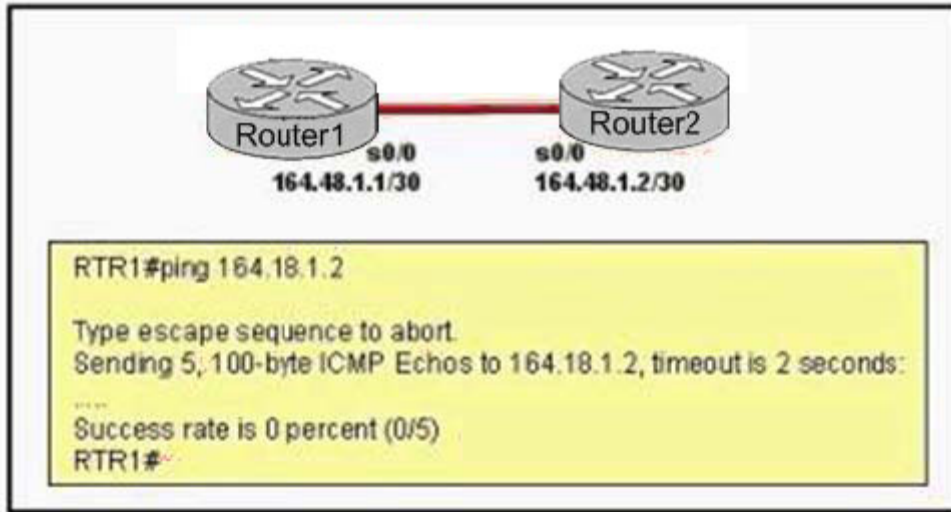 Router1
Router2
s0/0
s0/0
164.48.1.1/30
164.48.1.2/30
RTR1#ping 164.18.1.2
Type escape sequence to abort.
Sending 5, 100-byte ICMP Echos to 164.18.1.2, timeout is 2 seconds:
.....
Success rate is 0 percent (0/5)
RTR1#